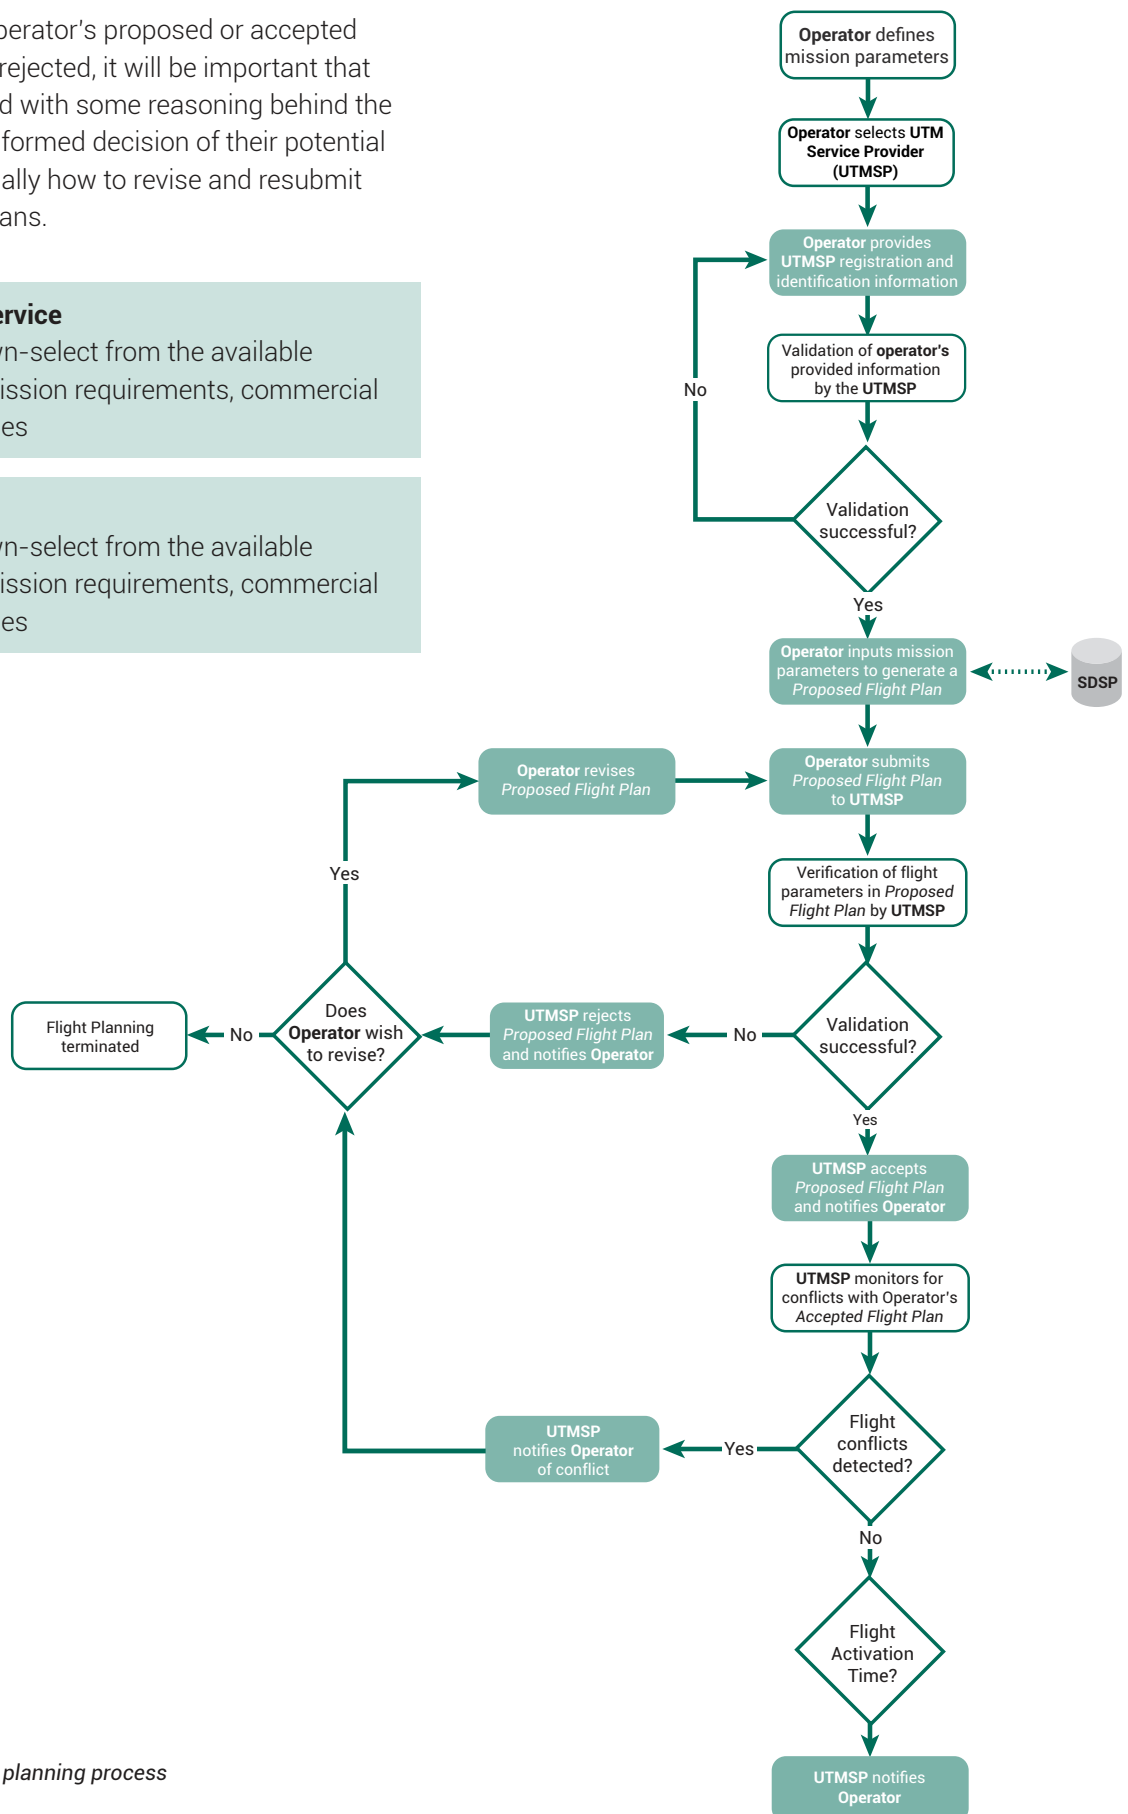 perator's proposed or accepted
rejected, it will be important that
d with some reasoning behind the
formed decision of their potential
ally how to revise and resubmit
ans.
ervice
vn-select from the available
ission requirements, commercial
es
vn-select from the available
ission requirements, commercial
es
Operator defines
mission parameters
Operator selects UTM
Service Provider
(UTMSP)
Operator provides
UTMSP registration and
identification information
Validation of operator's
provided information
by the UTMSP
No
Validation
successful?
Yes
Operator inputs mission
parameters to generate a
Proposed Flight Plan
SDSP
Operator revises
Proposed Flight Plan
Operator submits
Proposed Flight Plan
to UTMSP
Yes
Verification of flight
parameters in Proposed
Flight Plan by UTMSP
Flight Planning
terminated
No
Does
Operator wish
to revise?
UTMSP rejects
Proposed Flight Plan
and notifies Operator
No
Validation
successful?
Yes
UTMSP accepts
Proposed Flight Plan
and notifies Operator
UTMSP monitors for
conflicts with Operator's
Accepted Flight Plan
UTMSP
notifies Operator
of conflict
Yes
Flight
conflicts
detected?
No
Flight
Activation
Time?
planning process
UTMSP notifies
Operator